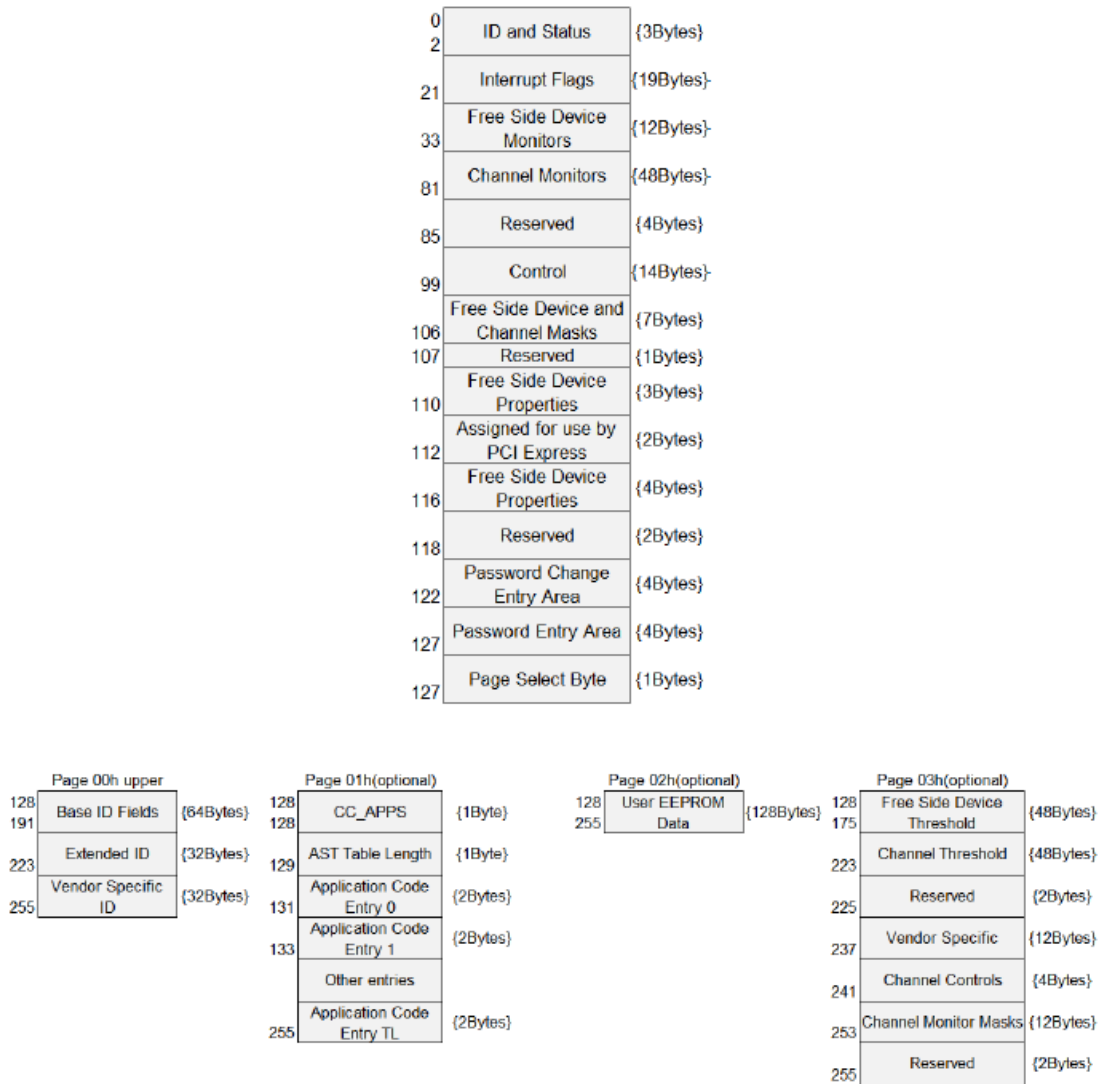 0
ID and Status {3Bytes}
2
Interrupt Flags {19Bytes}
21
Free Side Device
Monitors {12Bytes}
33
Channel Monitors {48Bytes}
81
Reserved {4Bytes}
85
Control {14Bytes}
99
Free Side Device and
Channel Masks {7Bytes}
106
107 Reserved {1Bytes}
Free Side Device
Properties {3Bytes}
110
Assigned for use by
PCI Express {2Bytes}
112
Free Side Device
Properties {4Bytes}
116
Reserved {2Bytes}
118
Password Change
Entry Area {4Bytes}
122
Password Entry Area {4Bytes}
127
Page Select Byte {1Bytes}
127
Page 00h upper
128
Base ID Fields {64Bytes}
191
Extended ID {32Bytes}
223
Vendor Specific
ID {32Bytes}
255
Page 01h(optional)
128
CC_APPS {1Byte}
128
AST Table Length {1Byte}
129
Application Code
Entry 0 {2Bytes}
131
Application Code
Entry 1 {2Bytes}
133
Other entries
Application Code
Entry TL {2Bytes}
255
Page 02h(optional)
128
User EEPROM
Data {128Bytes}
255
Page 03h(optional)
128
Free Side Device
Threshold {48Bytes}
175
Channel Threshold {48Bytes}
223
Reserved {2Bytes}
225
Vendor Specific {12Bytes}
237
Channel Controls {4Bytes}
241
Channel Monitor Masks {12Bytes}
253
Reserved {2Bytes}
255